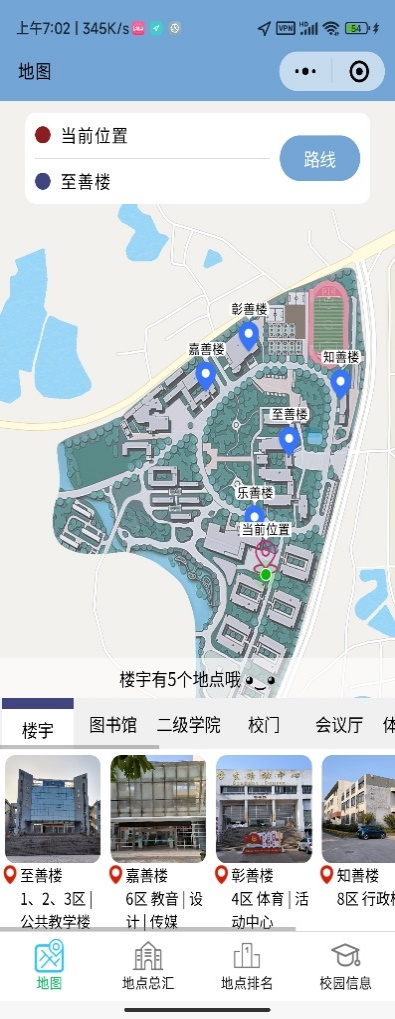 上午7:02 | 345K/s
VPN
HD
54
地图
当前位置
至善楼
路线
彰善楼
嘉善楼
知善楼
至善楼
乐善楼
当前位置
楼宇有5个地点哦
楼宇 图书馆 二级学院 校门 会议厅 体
至善楼
1、2、3区 |
公共教学楼
嘉善楼
6区 教音 | 设
计 | 传媒
彰善楼
4区 体育 | 活
动中心
知善楼
8区 行政
地图 地点总汇 地点排名 校园信息